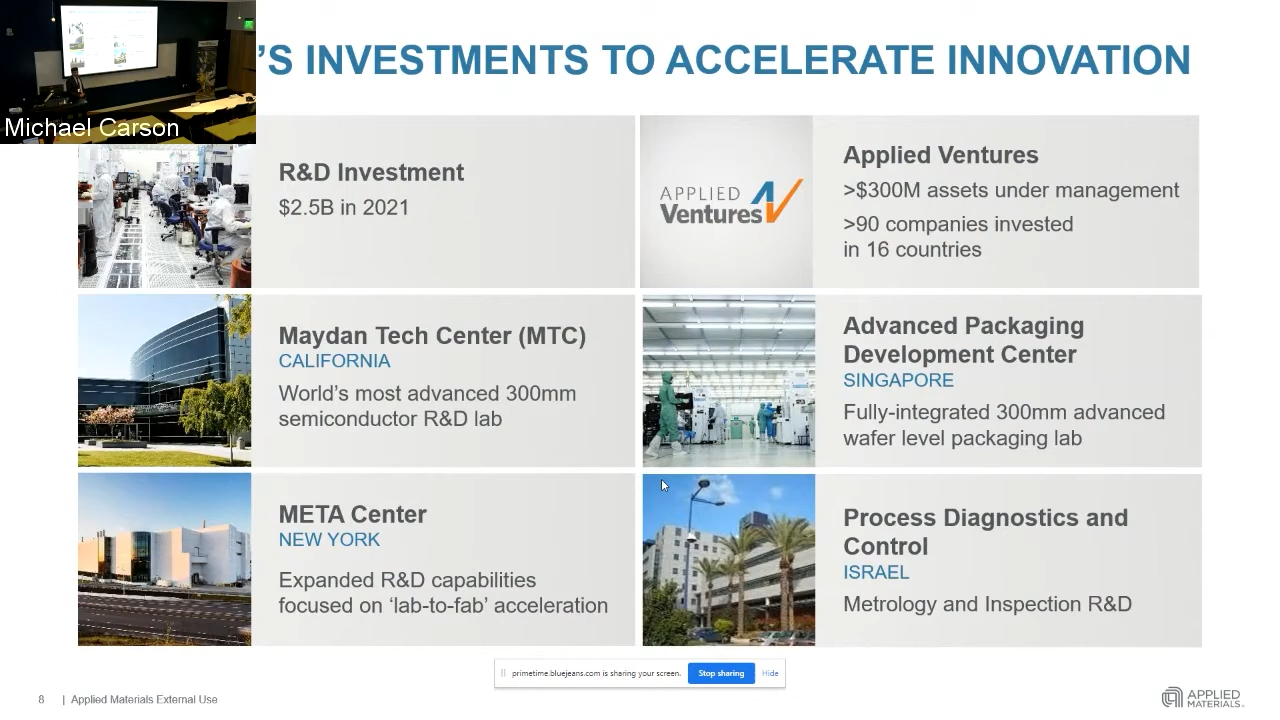 'S INVESTMENTS TO ACCELERATE INNOVATION
Michael Carson
R&D Investment
$2.5B in 2021
APPLIED
Ventures
Applied Ventures
>$300M assets under management
>90 companies invested
in 16 countries
Maydan Tech Center (MTC)
CALIFORNIA
World's most advanced 300mm
semiconductor R&D lab
Advanced Packaging
Development Center
SINGAPORE
Fully-integrated 300mm advanced
wafer level packaging lab
META Center
NEW YORK
Expanded R&D capabilities
focused on ‘lab-to-fab’ acceleration
Process Diagnostics and
Control
ISRAEL
Metrology and Inspection R&D
primetime.bluejeans.com is sharing your screen. Stop sharing Hide
8 | Applied Materials External Use
APPLIED
MATERIALS